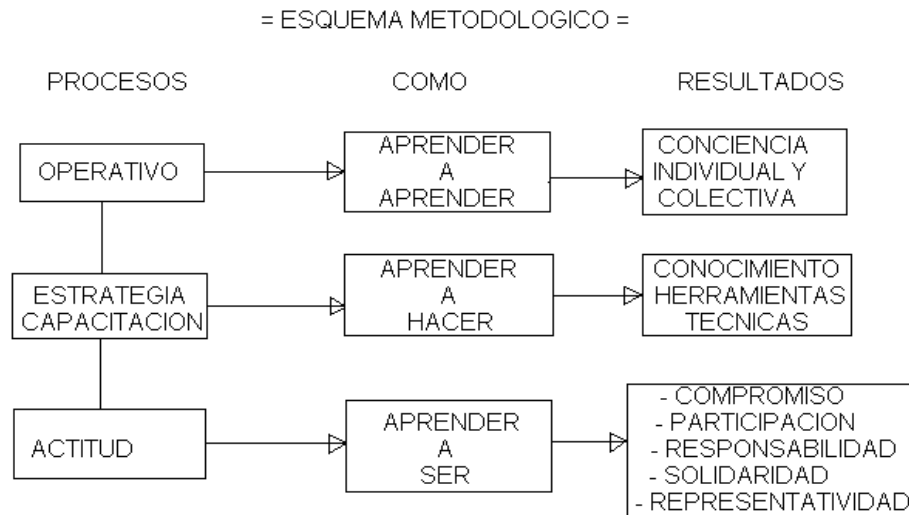 = ESQUEMA METODOLOGICO =
PROCESOS COMO RESULTADOS
OPERATIVO
APRENDER
A
APRENDER
CONCIENCIA
INDIVIDUAL Y
COLECTIVA
ESTRATEGIA
CAPACITACION
APRENDER
A
HACER
CONOCIMIENTO
HERRAMIENTAS
TECNICAS
ACTITUD
APRENDER
A
SER
- COMPROMISO
- PARTICIPACION
- RESPONSABILIDAD
- SOLIDARIDAD
- REPRESENTATIVIDAD